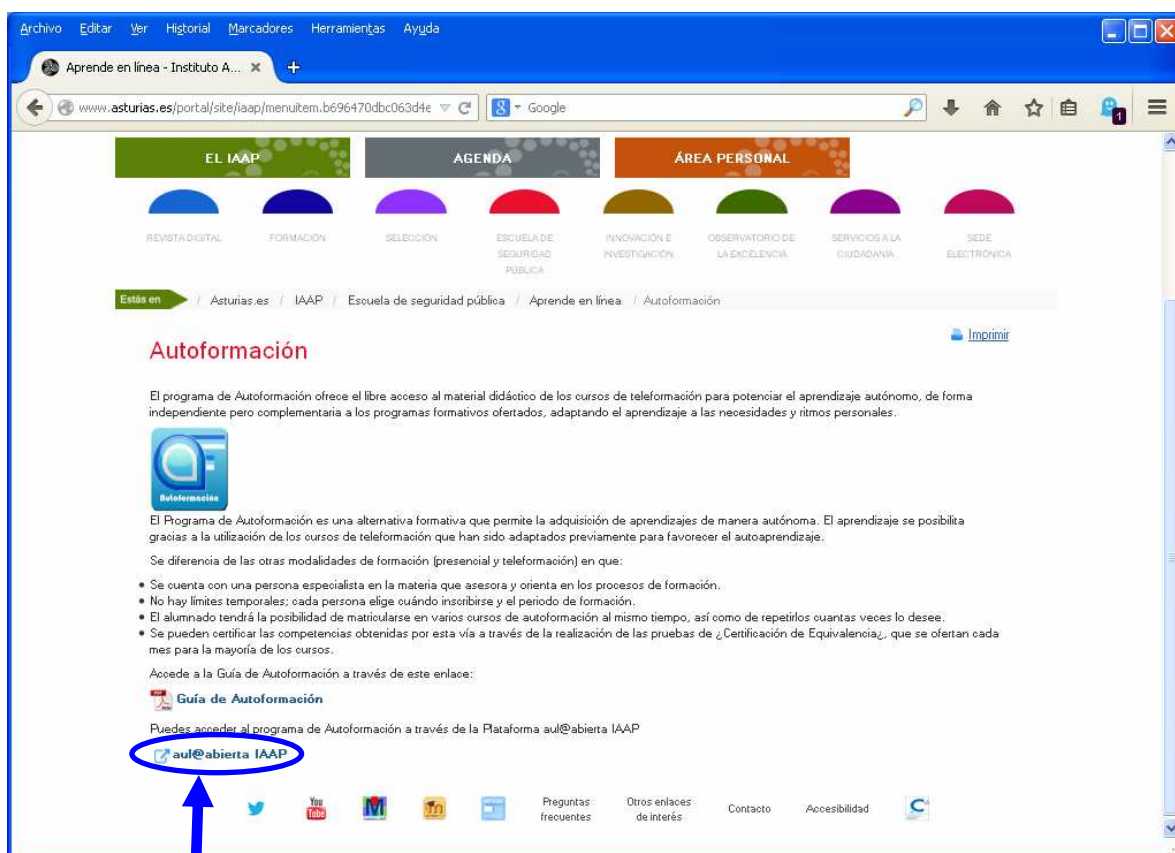 Archivo Editar Ver Historial Marcadores Herramientas Ayuda
Aprende en línea - Instituto A...
www.asturias.es/portal/site/iaap/menuitem.b696470dbc063d4e
Google
1
EL IAAP AGENDA ÁREA PERSONAL
REVISTA DIGITAL FORMACIÓN SELECCIÓN ESCUELA DE SEGURIDAD PÚBLICA INNOVACIÓN E INVESTIGACIÓN OBSERVATORIO DE LA EXCELENCIA SERVICIOS A LA CIUDADANÍA SEDE ELECTRÓNICA
Estás en / Asturias.es / IAAP / Escuela de seguridad pública / Aprende en línea / Autoformación
Imprimir
Autoformación
El programa de Autoformación ofrece el libre acceso al material didáctico de los cursos de teleformación para potenciar el aprendizaje autónomo, de forma
independiente pero complementaria a los programas formativos ofertados, adaptando el aprendizaje a las necesidades y ritmos personales.
Autoformación
El Programa de Autoformación es una alternativa formativa que permite la adquisición de aprendizajes de manera autónoma. El aprendizaje se posibilita
gracias a la utilización de los cursos de teleformación que han sido adaptados previamente para favorecer el autoaprendizaje.
Se diferencia de las otras modalidades de formación (presencial y teleformación) en que:
• Se cuenta con una persona especialista en la materia que asesora y orienta en los procesos de formación.
• No hay límites temporales; cada persona elige cuándo inscribirse y el periodo de formación.
• El alumnado tendrá la posibilidad de matricularse en varios cursos de autoformación al mismo tiempo, así como de repetirlos cuantas veces lo desee.
• Se pueden certificar las competencias obtenidas por esta vía a través de la realización de las pruebas de ¿Certificación de Equivalencia¿, que se ofertan cada
mes para la mayoría de los cursos.
Accede a la Guía de Autoformación a través de este enlace:
Guía de Autoformación
Puedes acceder al programa de Autoformación a través de la Plataforma aul@abierta IAAP
aul@abierta IAAP
You Tube
Preguntas frecuentes
Otros enlaces de interés
Contacto
Accesibilidad